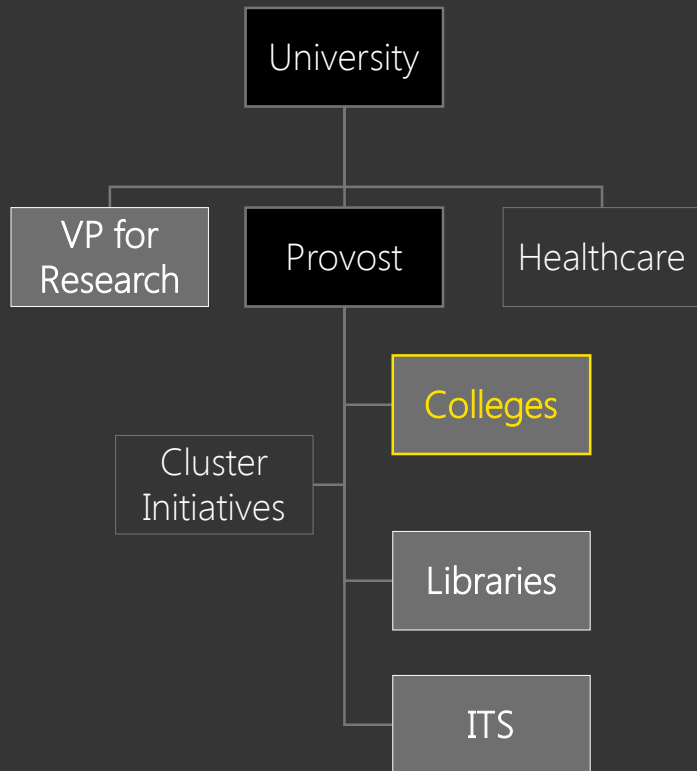 University
VP for
Research
Provost
Healthcare
Colleges
Cluster
Initiatives
Libraries
ITS